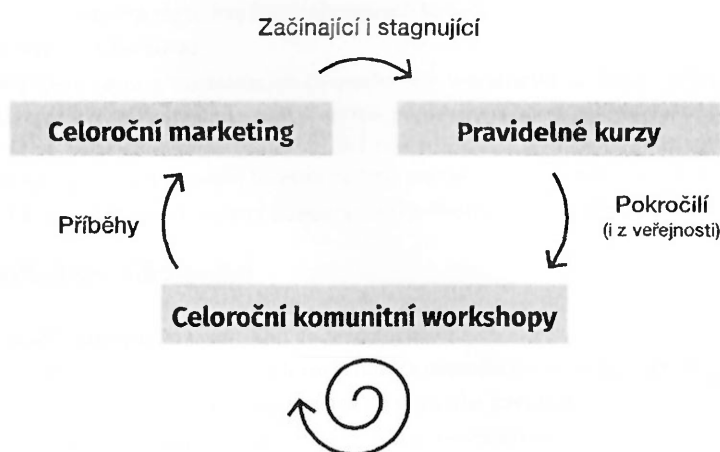 Začínající i stagnující
Celoroční marketing
Pravidelné kurzy
Příběhy
Pokročilí
(i z veřejnosti)
Celoroční komunitní workshopy